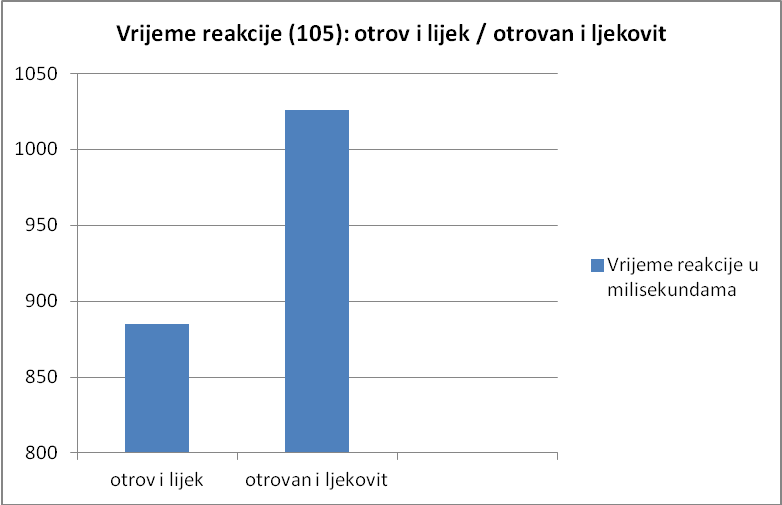 Vrijeme reakcije (105): otrov i lijek / otrovan i ljekovit
1050
1000
950
900
850
800
otrov i lijek
otrovan i ljekovit
Vrijeme reakcije u
milisekundama